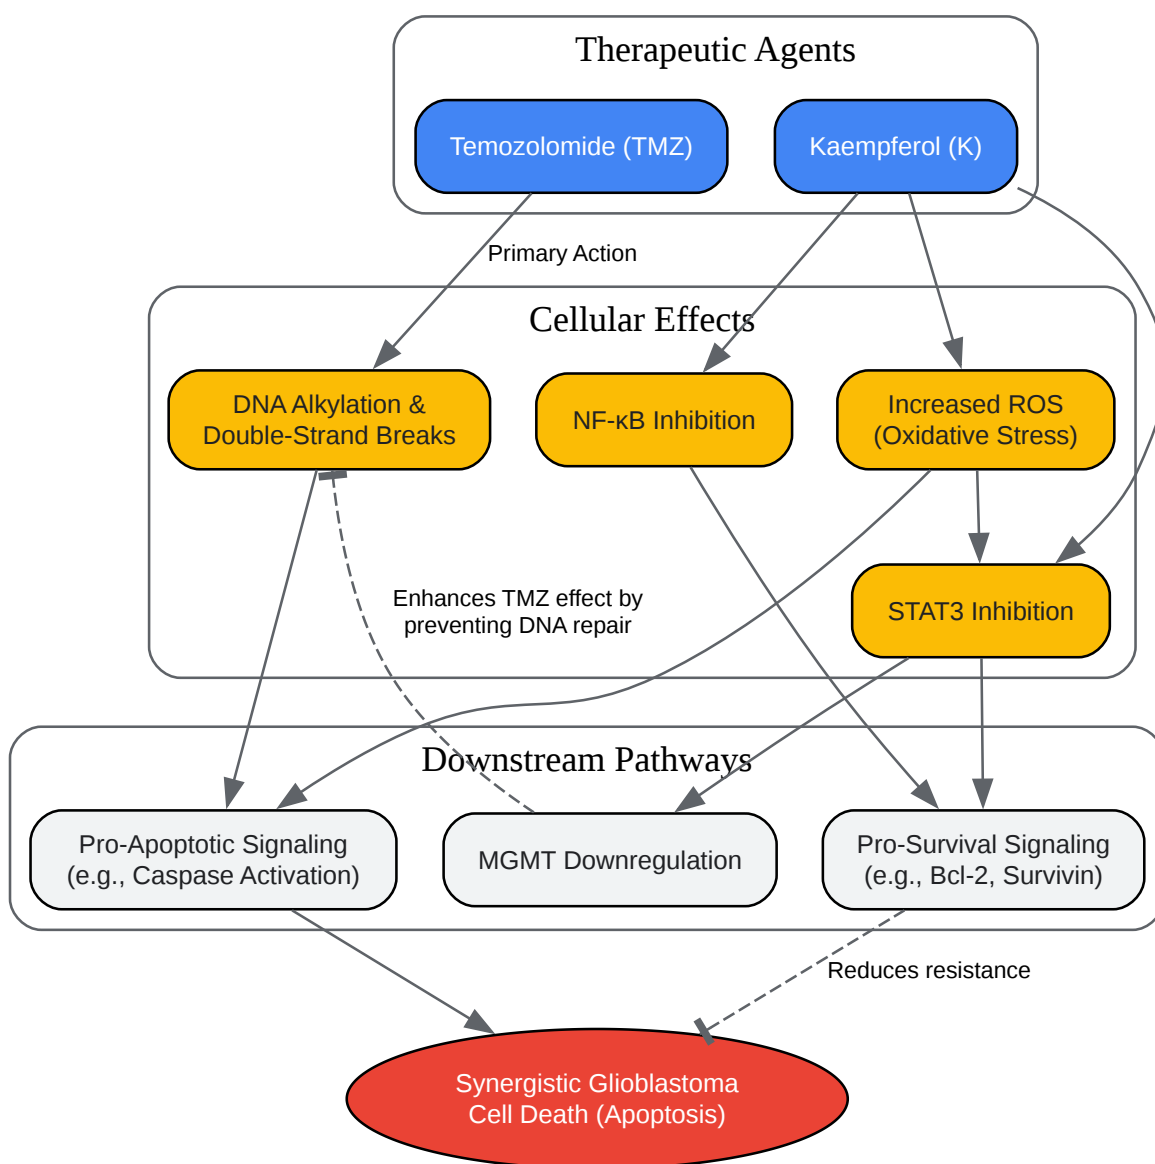 Therapeutic Agents
Temozolomide (TMZ)
Kaempferol (K)
Primary Action
Cellular Effects
DNA Alkylation &
Double-Strand Breaks
NF-κB Inhibition
Increased ROS
(Oxidative Stress)
Enhances TMZ effect by
preventing DNA repair
STAT3 Inhibition
Downstream Pathways
Pro-Apoptotic Signaling
(e.g., Caspase Activation)
MGMT Downregulation
Pro-Survival Signaling
(e.g., Bcl-2, Survivin)
Reduces resistance
Synergistic Glioblastoma
Cell Death (Apoptosis)